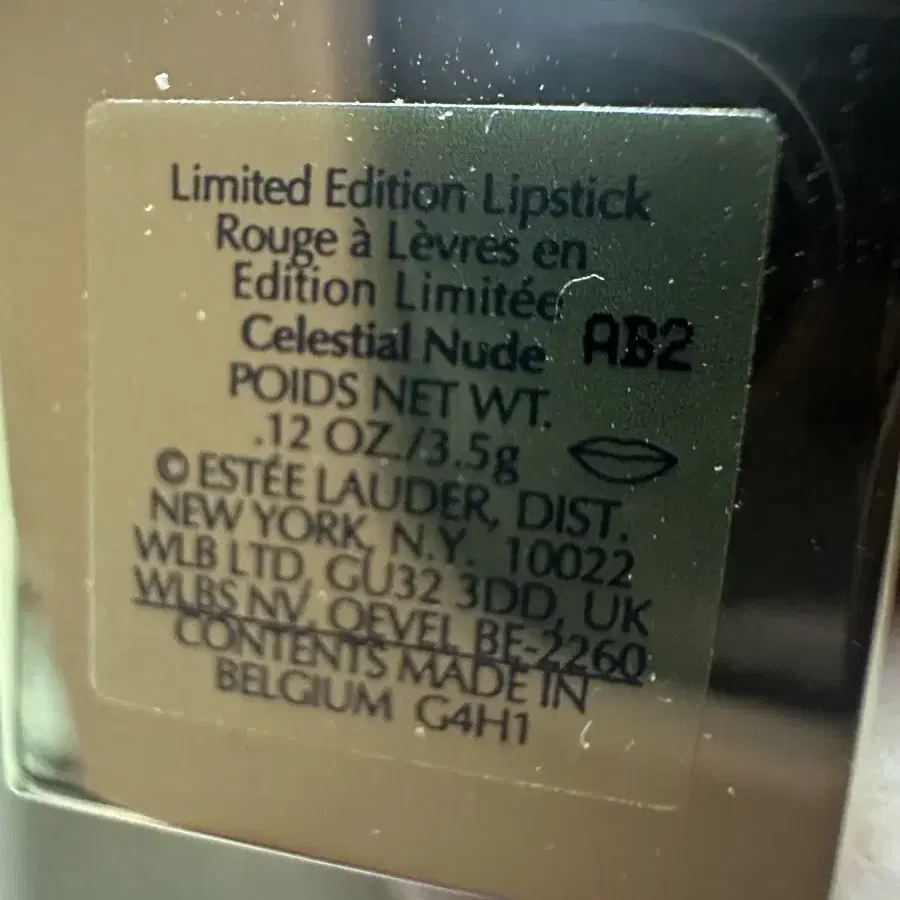 Limited Edition Lipstick
Rouge à Lèvres en
Edition Limitée
Celestial Nude AB2
POIDS NET WT.
.12 OZ./3.5g
© ESTÉE LAUDER, DIST.
NEW YORK, N.Y. 10022
WLB LTD, GU32 3DD, UK
WLBS NV, OEVEL BE-2260
CONTENTS MADE IN
BELGIUM G4H1